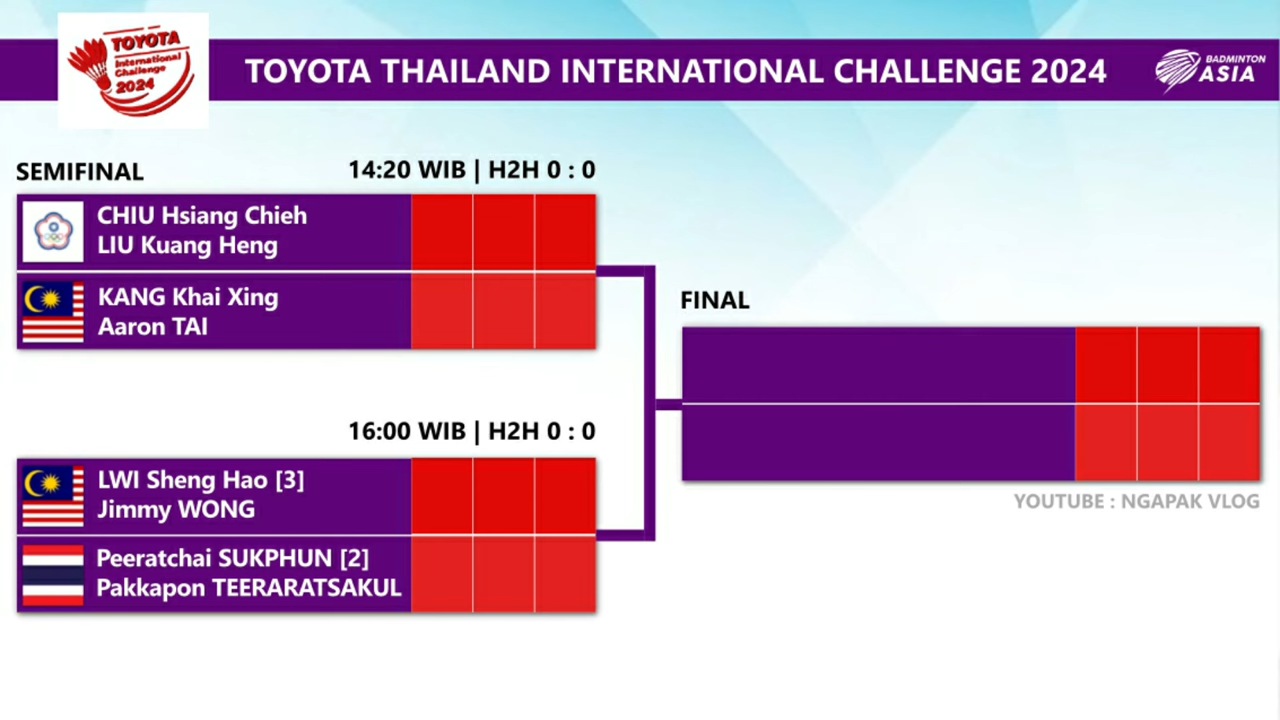 TOYOTA
International
Challenge
2024
TOYOTA THAILAND INTERNATIONAL CHALLENGE 2024
BADMINTON
ASIA
SEMIFINAL
14:20 WIB | H2H 0 : 0
CHIU Hsiang Chieh
LIU Kuang Heng
KANG Khai Xing
Aaron TAI
16:00 WIB | H2H 0 : 0
LWI Sheng Hao [3]
Jimmy WONG
Peeratchai SUKPHUN [2]
Pakkapon TEERARATSAKUL
FINAL
YOUTUBE : NGAPAK VLOG